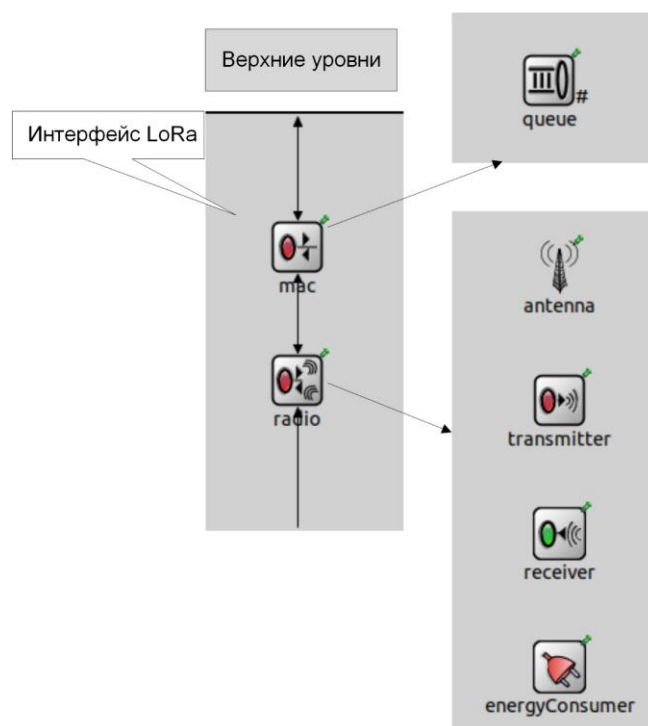 Верхние уровни
Интерфейс LoRa
mac
radio
queue
#
antenna
transmitter
receiver
energyConsumer